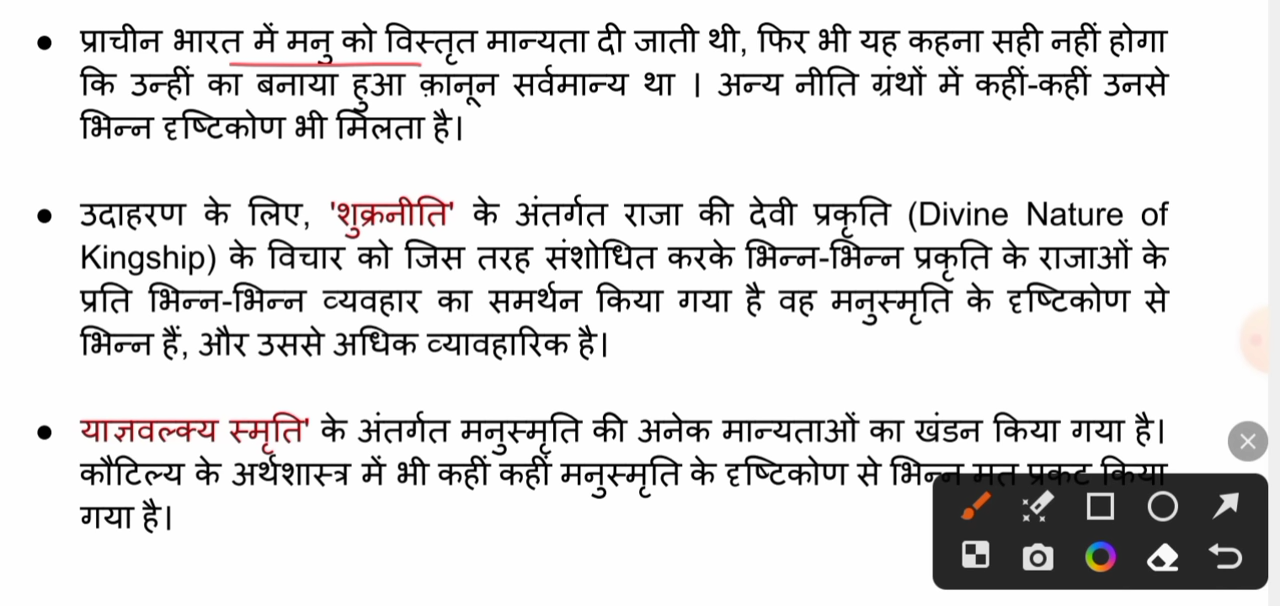 प्राचीन भारत में मनु को विस्तृत मान्यता दी जाती थी, फिर भी यह कहना सही नहीं होगा
कि उन्हीं का बनाया हुआ क़ानून सर्वमान्य था | अन्य नीति ग्रंथों में कहीं-कहीं उनसे
भिन्न दृष्टिकोण भी मिलता है।
उदाहरण के लिए, 'शुक्रनीति' के अंतर्गत राजा की देवी प्रकृति (Divine Nature of
Kingship) के विचार को जिस तरह संशोधित करके भिन्न-भिन्न प्रकृति के राजाओं के
प्रति भिन्न-भिन्न व्यवहार का समर्थन किया गया है वह मनुस्मृति के दृष्टिकोण से
भिन्न हैं, और उससे अधिक व्यावहारिक है।
याज्ञवल्क्य स्मृति' के अंतर्गत मनुस्मृति की अनेक मान्यताओं का खंडन किया गया है।
कौटिल्य के अर्थशास्त्र में भी कहीं कहीं मनुस्मृति के दृष्टिकोण से भिन्न मत प्रकट किया
गया है।